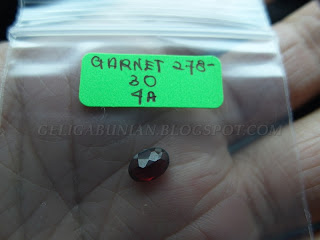 GARNET 278-
30
4A
GELIGABUNIAN.BLOGSPOT.COM